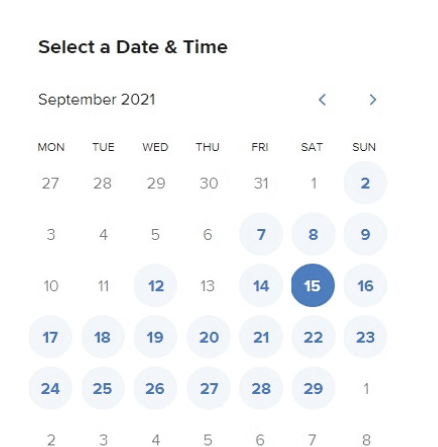 Select a Date & Time
September 2021
MON TUE WED THU FRI SAT SUN
27 28 29 30 31 1 2
3 4 5 6 7 8 9
10 11 12 13 14 15 16
17 18 19 20 21 22 23
24 25 26 27 28 29 1
2 3 4 5 6 7 8